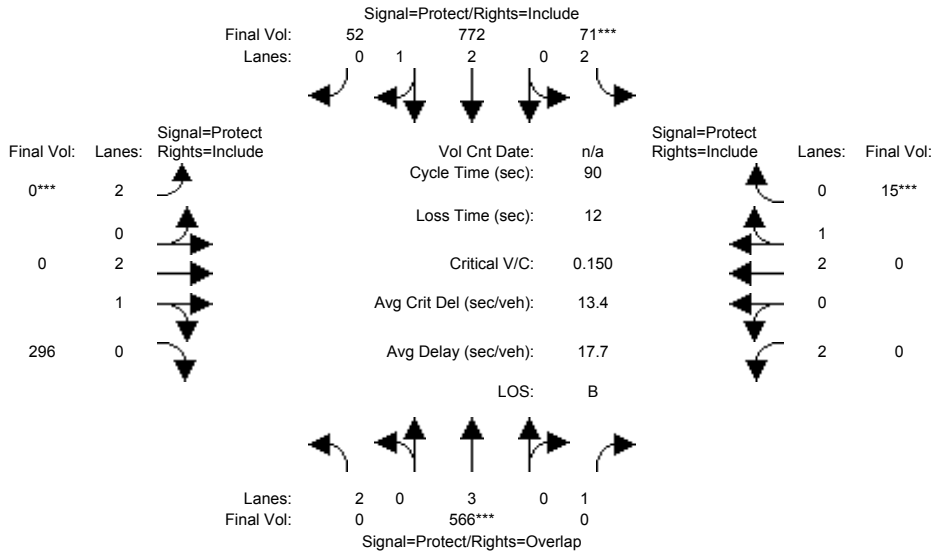 Signal=Protect/Rights=Include
Final Vol: 52 772 71***
Lanes: 0 1 2 0 2
Signal=Protect Signal=Protect
Final Vol: Lanes: Rights=Include Vol Cnt Date: n/a Rights=Include Lanes: Final Vol:
Cycle Time (sec): 90
0*** 2 0 15***
Loss Time (sec): 12
0 1
0 2 Critical V/C: 0.150 2 0
1 Avg Crit Del (sec/veh): 13.4 0
296 0 Avg Delay (sec/veh): 17.7 2 0
LOS: B
Lanes: 2 0 3 0 1
Final Vol: 0 566*** 0
Signal=Protect/Rights=Overlap